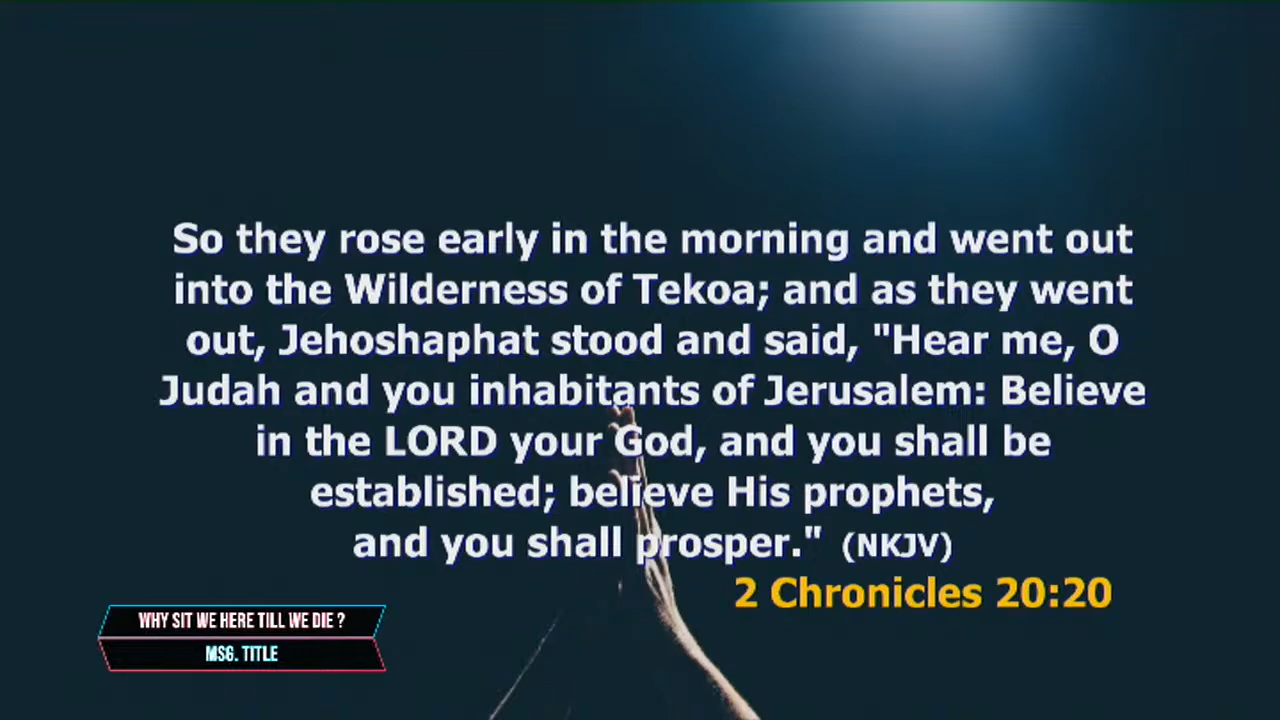 So they rose early in the morning and went out
into the Wilderness of Tekoa; and as they went
out, Jehoshaphat stood and said, "Hear me, O
Judah and you inhabitants of Jerusalem: Believe
in the LORD your God, and you shall be
established; believe His prophets,
and you shall prosper." (NKJV)
2 Chronicles 20:20
WHY SIT WE HERE TILL WE DIE ?
MSG. TITLE